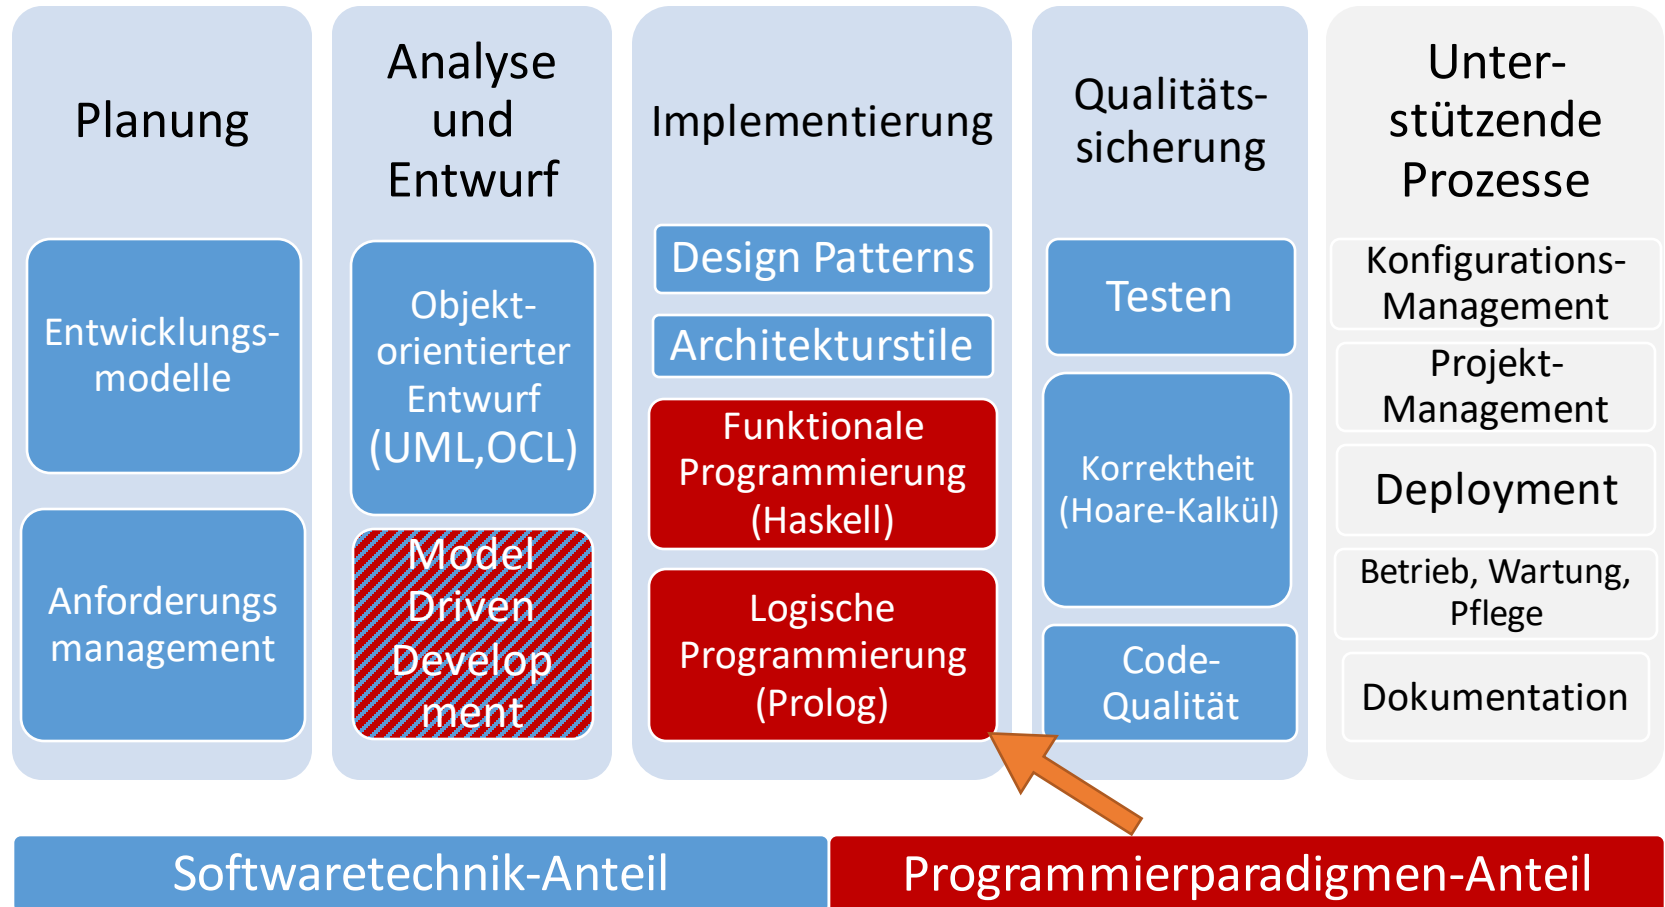 Planung
Entwicklungs-
modelle
Anforderungs
management
Analyse
und
Entwurf
Objekt-
orientierter
Entwurf
(UML,OCL)
Model
Driven
Develop
ment
Implementierung
Design Patterns
Architekturstile
Funktionale
Programmierung
(Haskell)
Logische
Programmierung
(Prolog)
Qualitäts-
sicherung
Testen
Korrektheit
(Hoare-Kalkül)
Code-
Qualität
Unter-
stützende
Prozesse
Konfigurations-
Management
Projekt-
Management
Deployment
Betrieb, Wartung,
Pflege
Dokumentation
Softwaretechnik-Anteil
Programmierparadigmen-Anteil